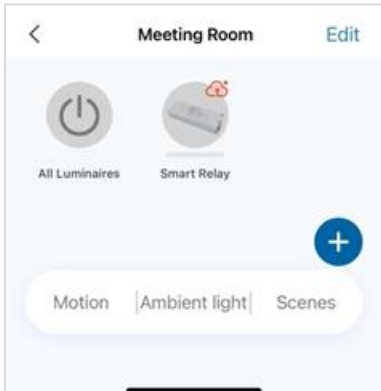 Meeting Room Edit
All Luminaires Smart Relay
Motion Ambient light Scenes